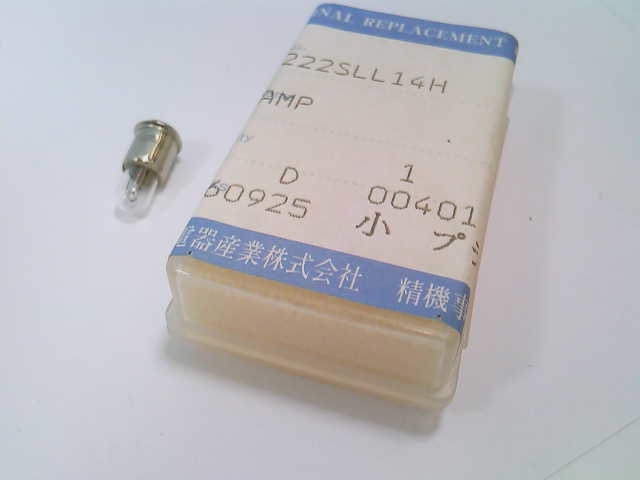 NAL REPLACEMENT
222SLL14H
AMP
D 1
60925 00401
小 プ
電器産業株式会社 精機事